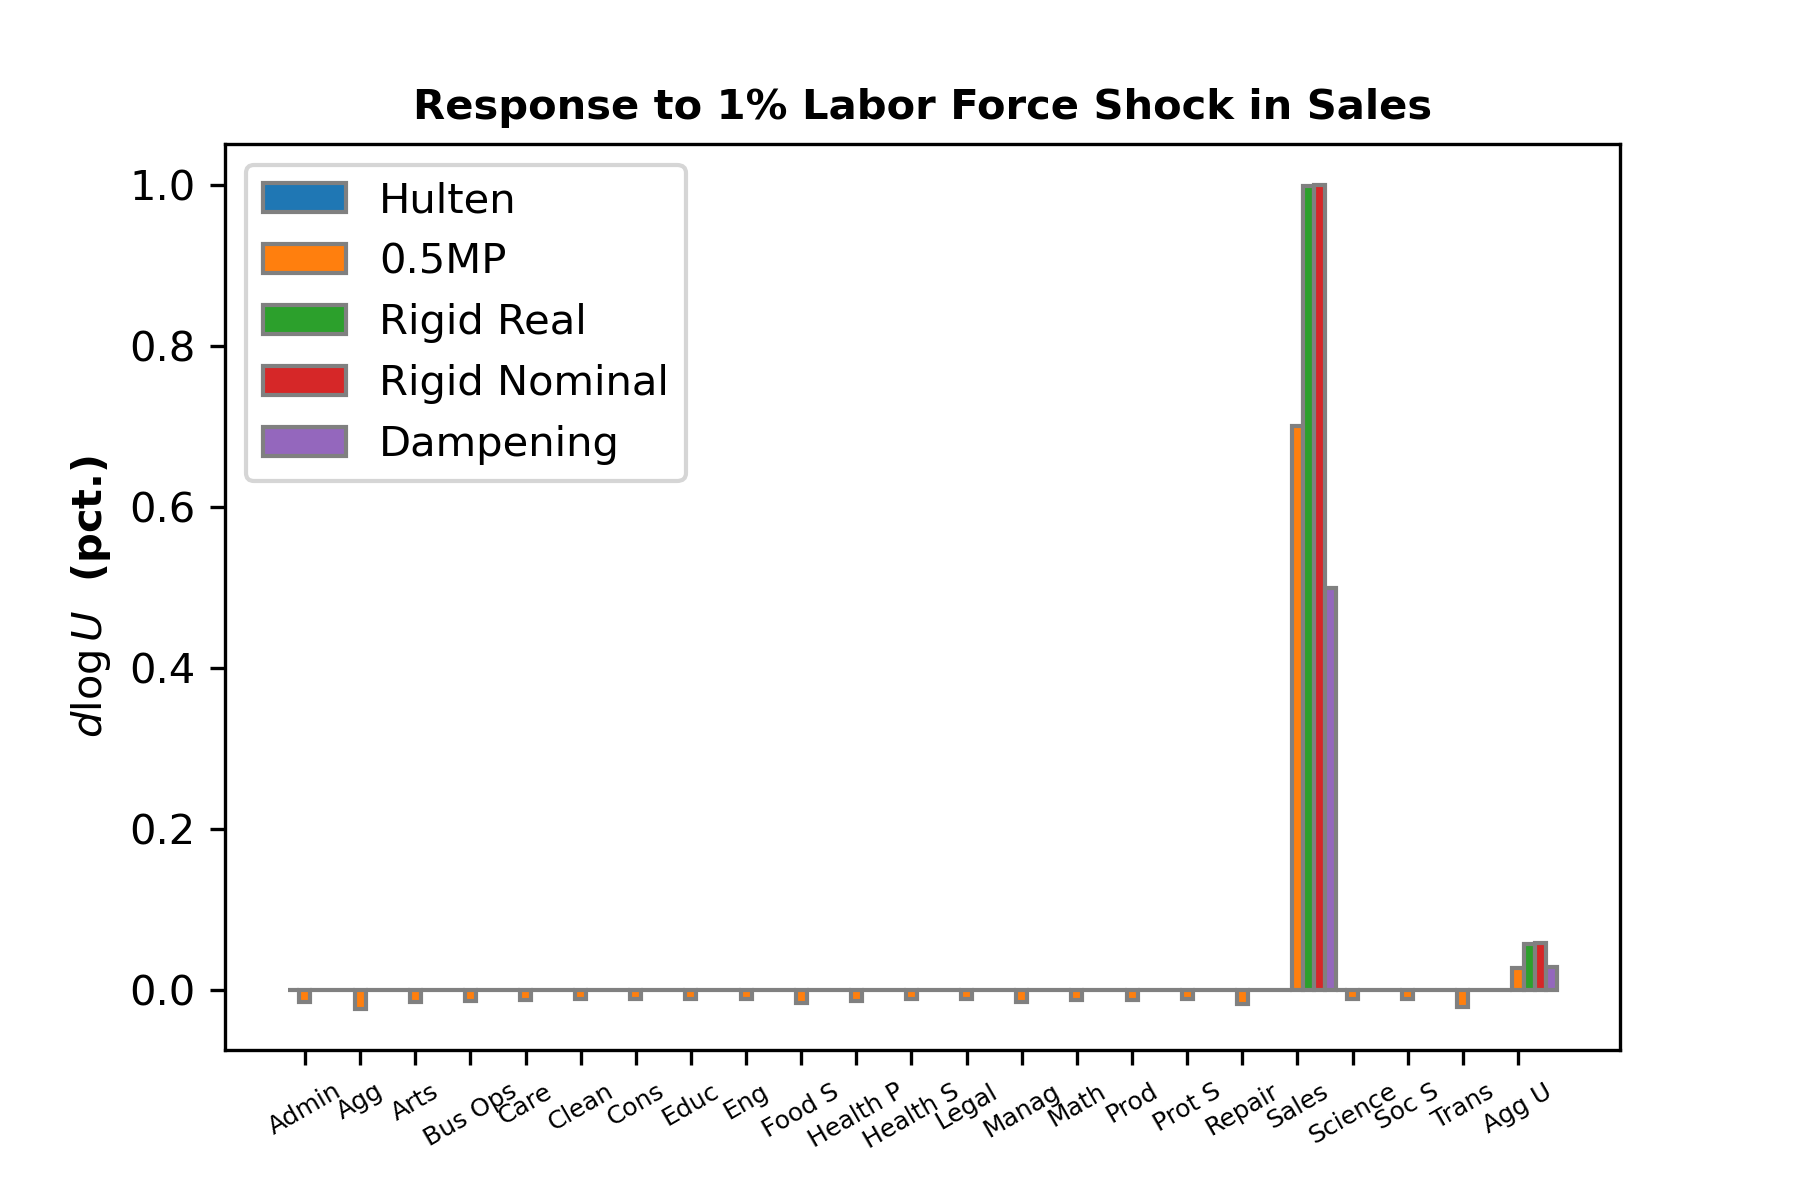 Response to 1% Labor Force Shock in Sales
Hulten
0.5MP
Rigid Real
Rigid Nominal
Dampening
dlog U (pct.)
1.0
0.8
0.6
0.4
0.2
0.0
Admin
Agg
Arts
Bus Ops
Care
Clean
Cons
Educ
Eng
Food S
Health P
Health S
Legal
Manag
Math
Prod
Prot S
Repair
Sales
Science
Soc S
Trans
Agg U